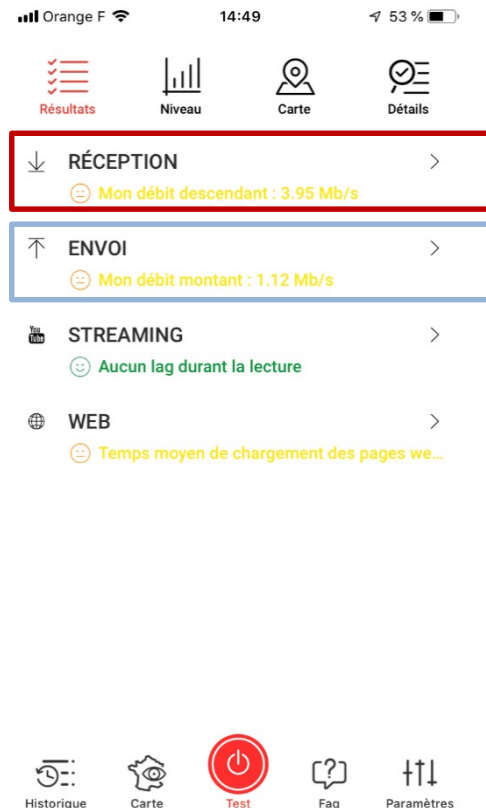 Orange F 14:49 53 %
Résultats Niveau Carte Détails
RÉCEPTION
Mon débit descendant : 3.95 Mb/s
ENVOI
Mon débit montant : 1.12 Mb/s
You Tube STREAMING
Aucun lag durant la lecture
WEB
Temps moyen de chargement des pages we...
Historique Carte Test Faq Paramètres